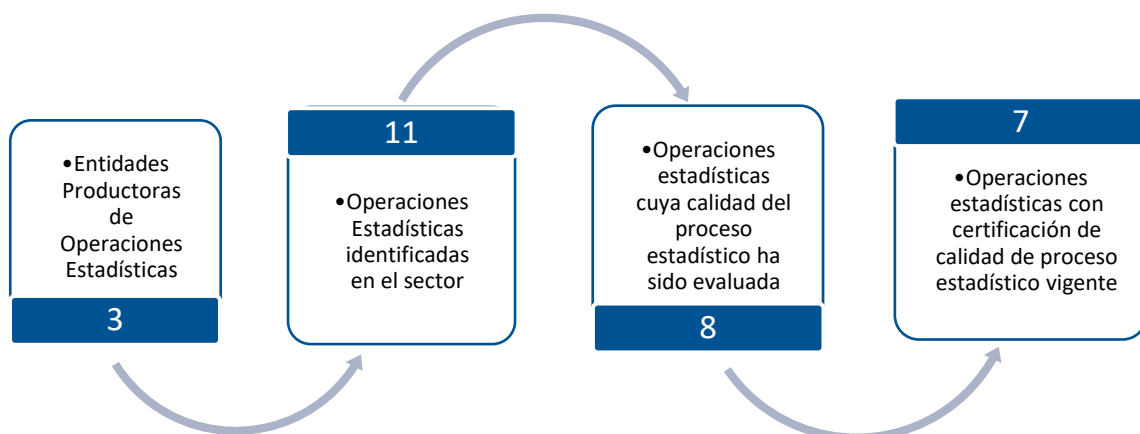 •Entidades
Productoras
de
Operaciones
Estadísticas
3
11
•Operaciones
Estadísticas
identificadas
en el sector
•Operaciones
estadísticas
cuya calidad del
proceso
estadístico ha
sido evaluada
8
7
•Operaciones
estadísticas con
certificación de
calidad de proceso
estadístico vigente